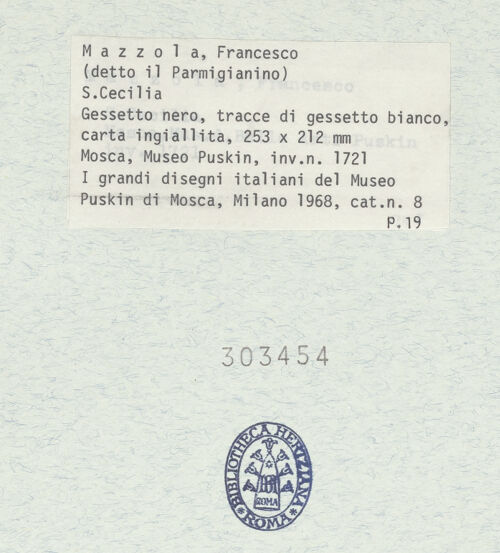 M a z z o l a, Francesco
(detto il Parmigianino)
S.Cecilia
Gessetto nero, tracce di gessetto bianco,
carta ingiallita, 253 x 212 mm
Mosca, Museo Puskin, inv.n. 1721
I grandi disegni italiani del Museo
Puskin di Mosca, Milano 1968, cat.n. 8
p.19
303454
BIBLIOTHECA HERTZIANA
ROMA
* ROMA *